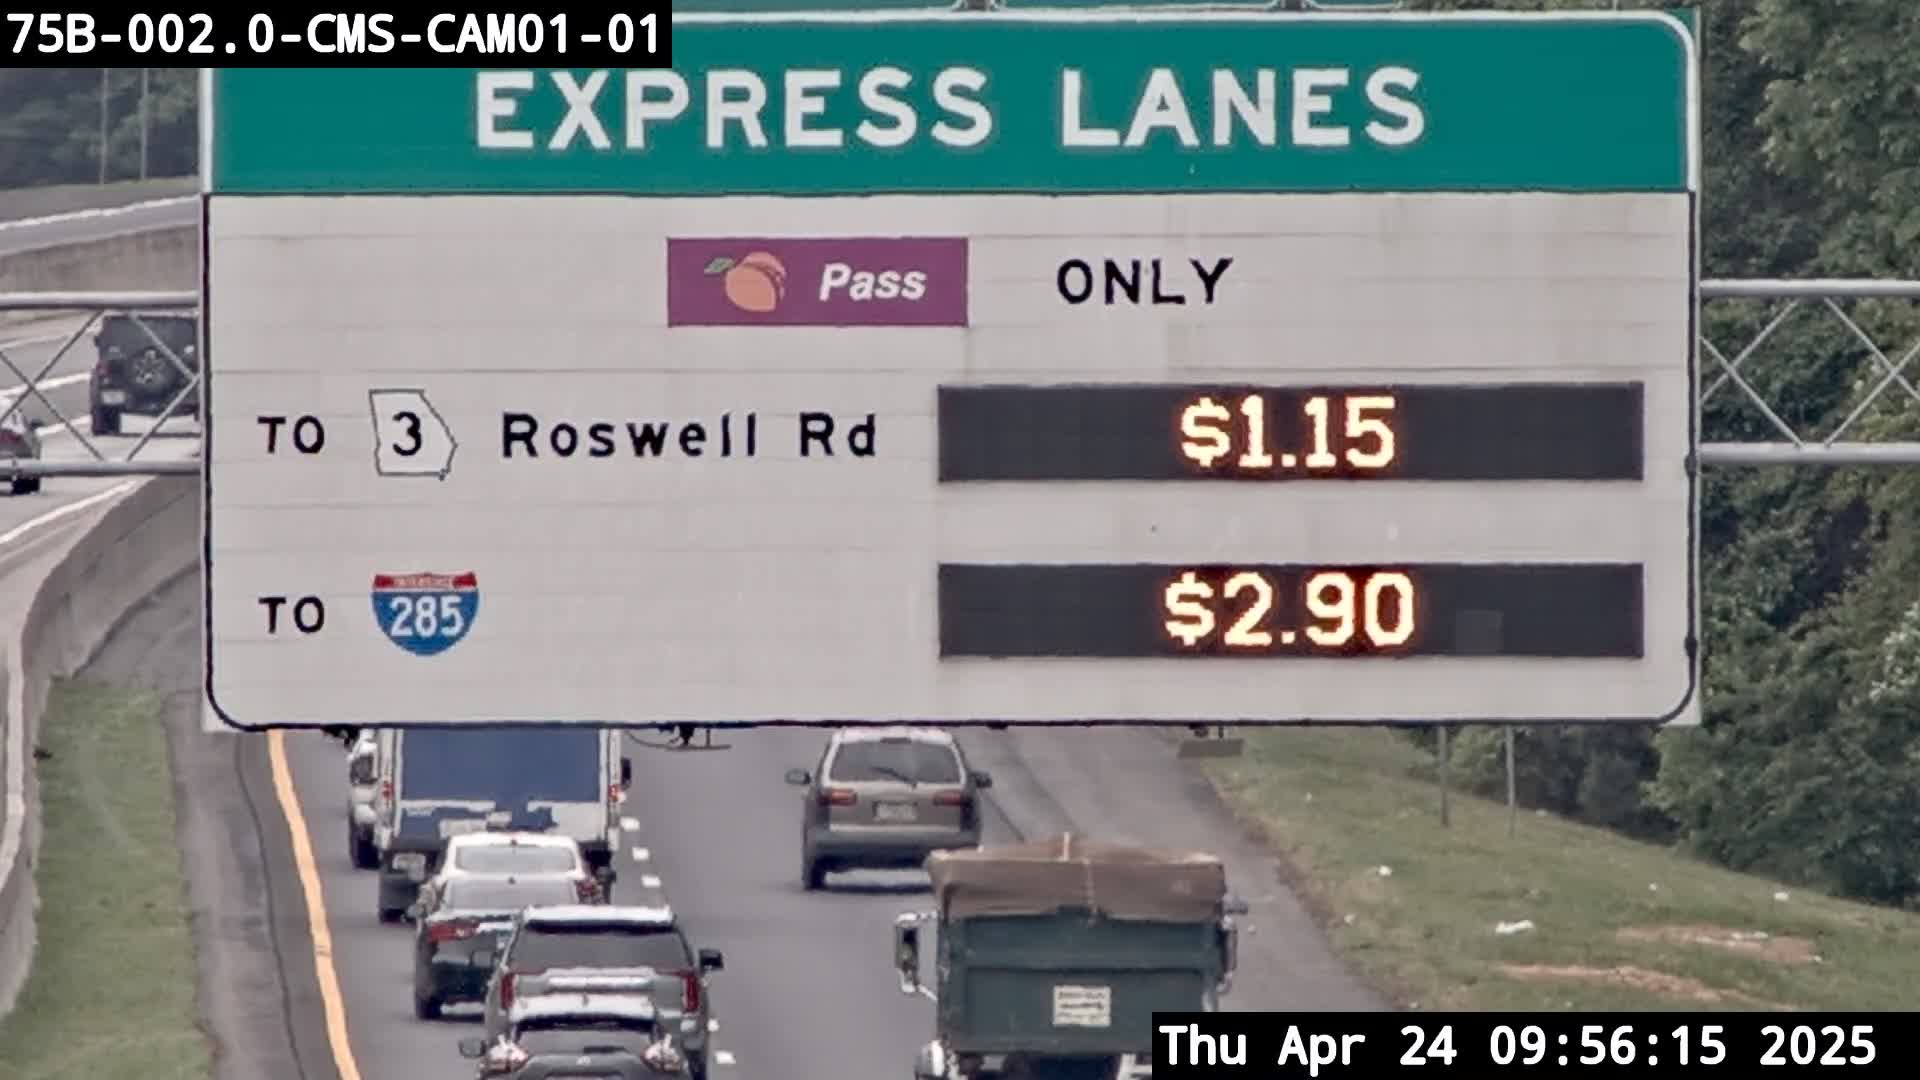 75B-002.0-CMS-CAM01-01
EXPRESS LANES
Pass ONLY
TO 3 Roswell Rd $1.15
INTERSTATE
TO 285 $2.90
Thu Apr 24 09:56:15 2025